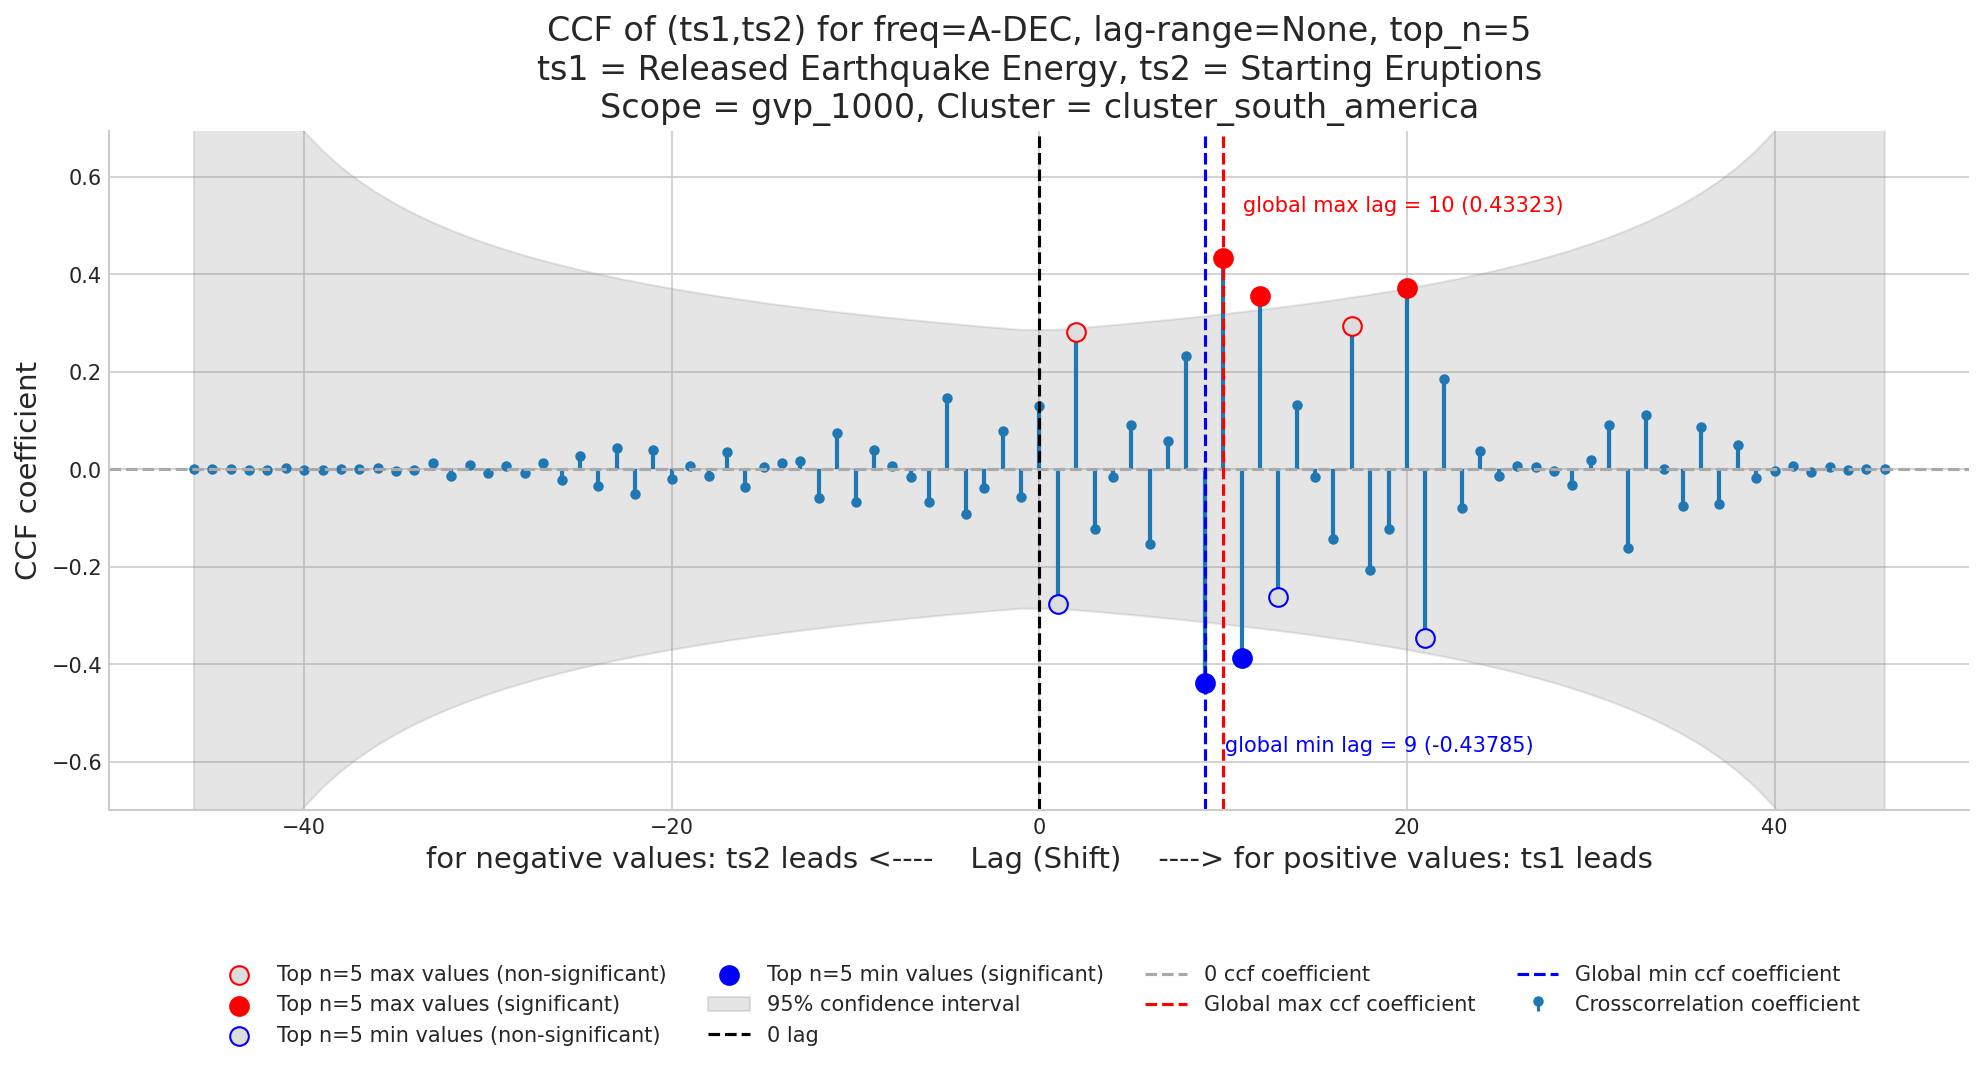 CCF of (ts1,ts2) for freq=A-DEC, lag-range=None, top_n=5
ts1 = Released Earthquake Energy, ts2 = Starting Eruptions
Scope = gvp_1000, Cluster = cluster_south_america
CCF coefficient
0.6
0.4
0.2
0.0
−0.2
−0.4
−0.6
global max lag = 10 (0.43323)
global min lag = 9 (-0.43785)
−40
−20
0
20
40
for negative values: ts2 leads <---- Lag (Shift) ----> for positive values: ts1 leads
Top n=5 max values (non-significant)
Top n=5 max values (significant)
Top n=5 min values (non-significant)
Top n=5 min values (significant)
95% confidence interval
0 lag
0 ccf coefficient
Global max ccf coefficient
Global min ccf coefficient
Crosscorrelation coefficient